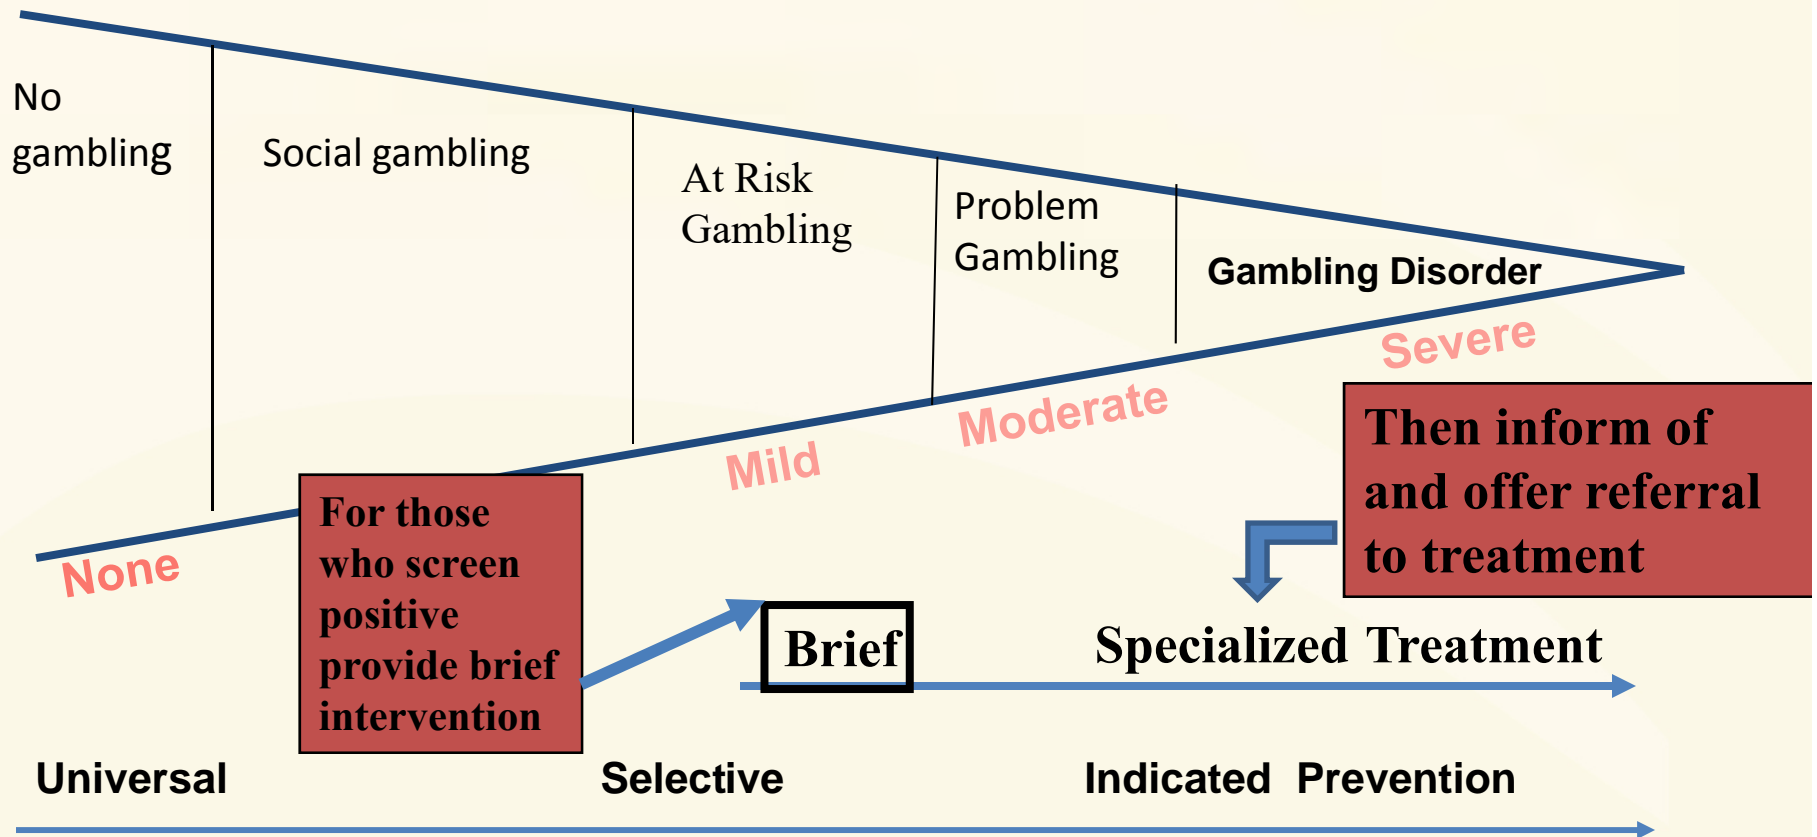 No
gambling
Social gambling
At Risk
Gambling
Problem
Gambling
Gambling Disorder
None
Mild
Moderate
Severe
For those
who screen
positive
provide brief
intervention
Then inform of
and offer referral
to treatment
Brief
Specialized Treatment
Universal
Selective
Indicated Prevention